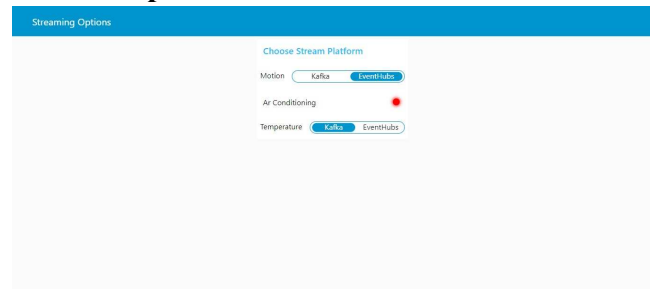 Streaming Options
Choose Stream Platform
Motion Kafka EventHubs
Ar Conditioning
Temperature Kafka EventHubs